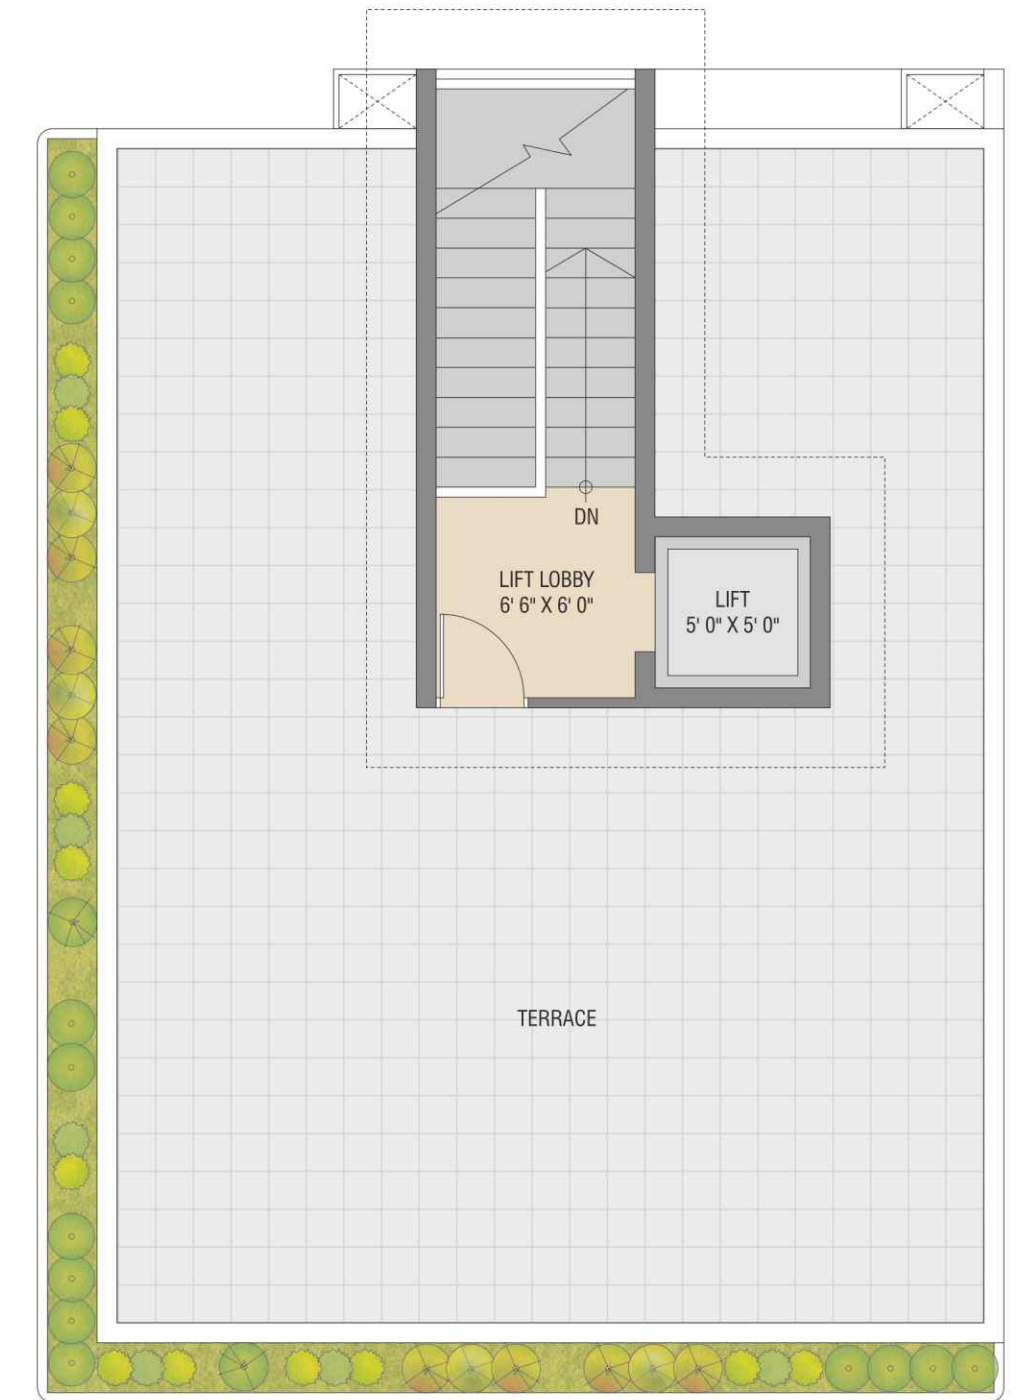 DN
LIFT LOBBY
6' 6" X 6' 0"
LIFT
5' 0" X 5' 0"
TERRACE